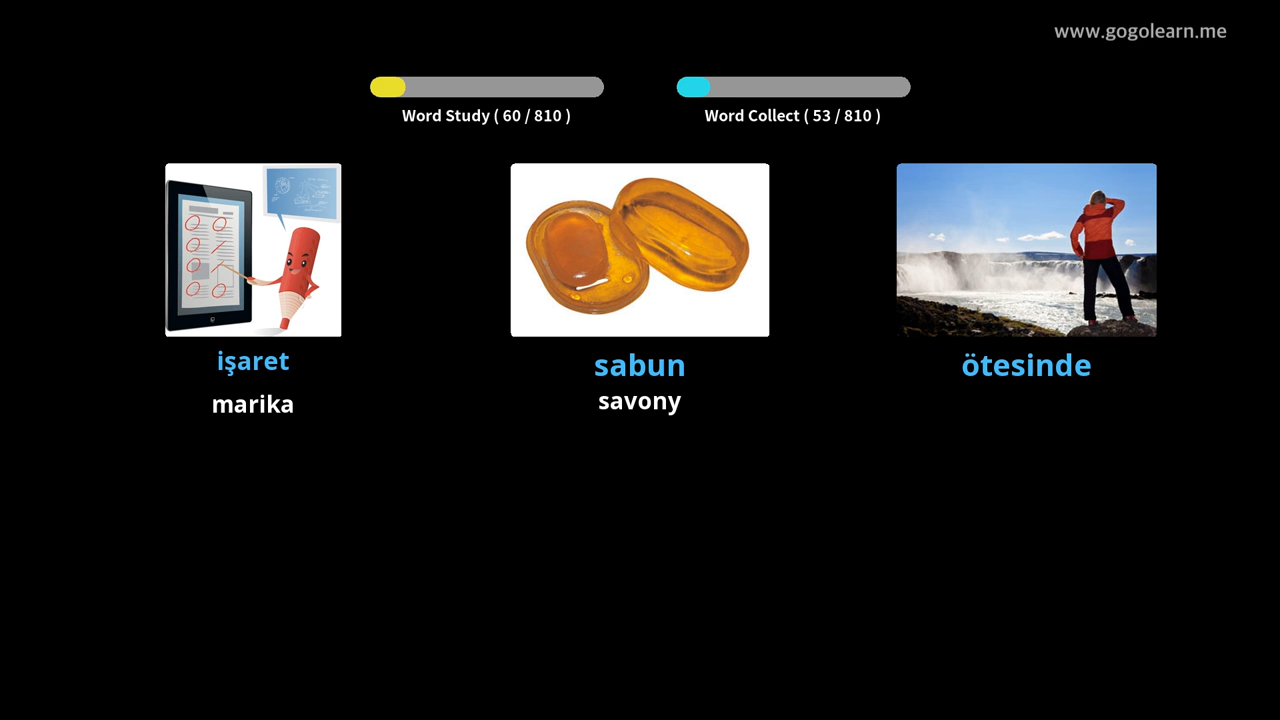 www.gogolearn.me
Word Study ( 60 / 810 )
Word Collect ( 53 / 810 )
işaret
marika
sabun
savony
ötesinde